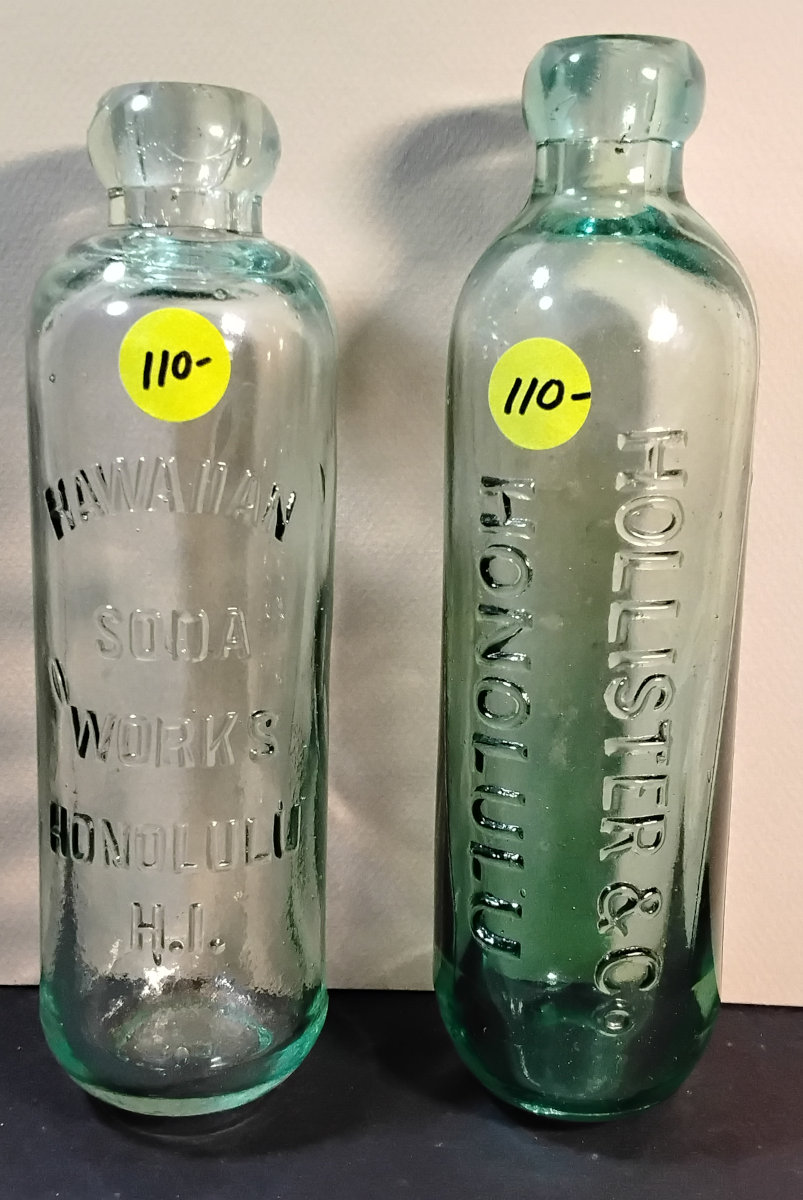 110-
HAWAIIAN
SODA
WORKS
HONOLULU
H.I.
110-
HOLLISTER & Co
HONOLULU